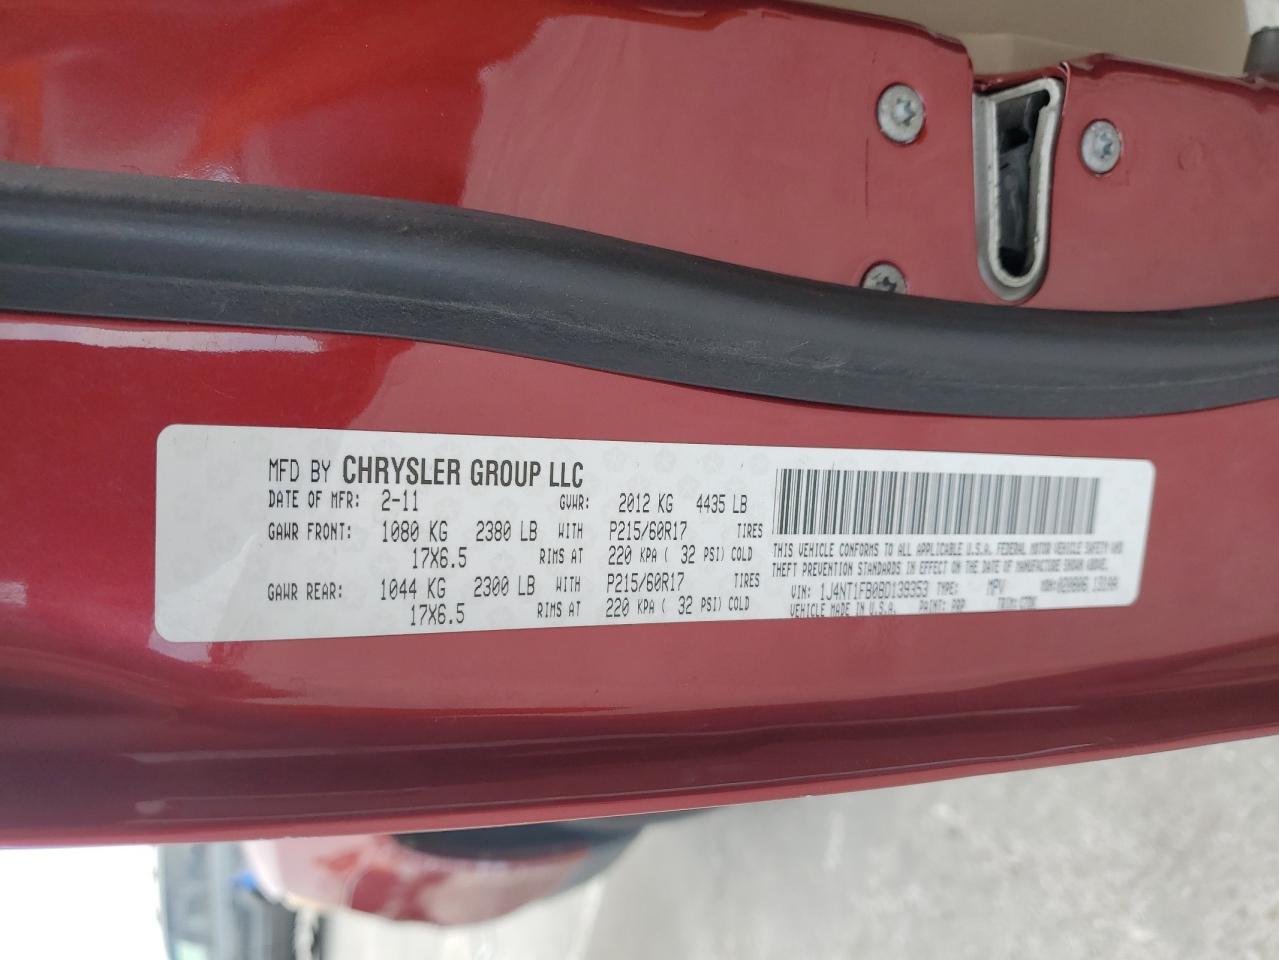 MFD BY CHRYSLER GROUP LLC
DATE OF MFR: 2-11 GVWR: 2012 KG 4435 LB
GAWR FRONT: 1080 KG 2380 LB WITH P215/60R17 TIRES
17X6.5 RIMS AT 220 KPA ( 32 PSI) COLD
GAWR REAR: 1044 KG 2300 LB WITH P215/60R17 TIRES
17X6.5 RIMS AT 220 KPA ( 32 PSI) COLD
THIS VEHICLE CONFORMS TO ALL APPLICABLE U.S.A. FEDERAL MOTOR VEHICLE SAFETY AND
THEFT PREVENTION STANDARDS IN EFFECT ON THE DATE OF MANUFACTURE SHOWN ABOVE.
VIN: 1J4NT1FB0BD139353 TYPE: MPV MDH:
VEHICLE MADE IN U.S.A. PAINT: PRP TRIM: